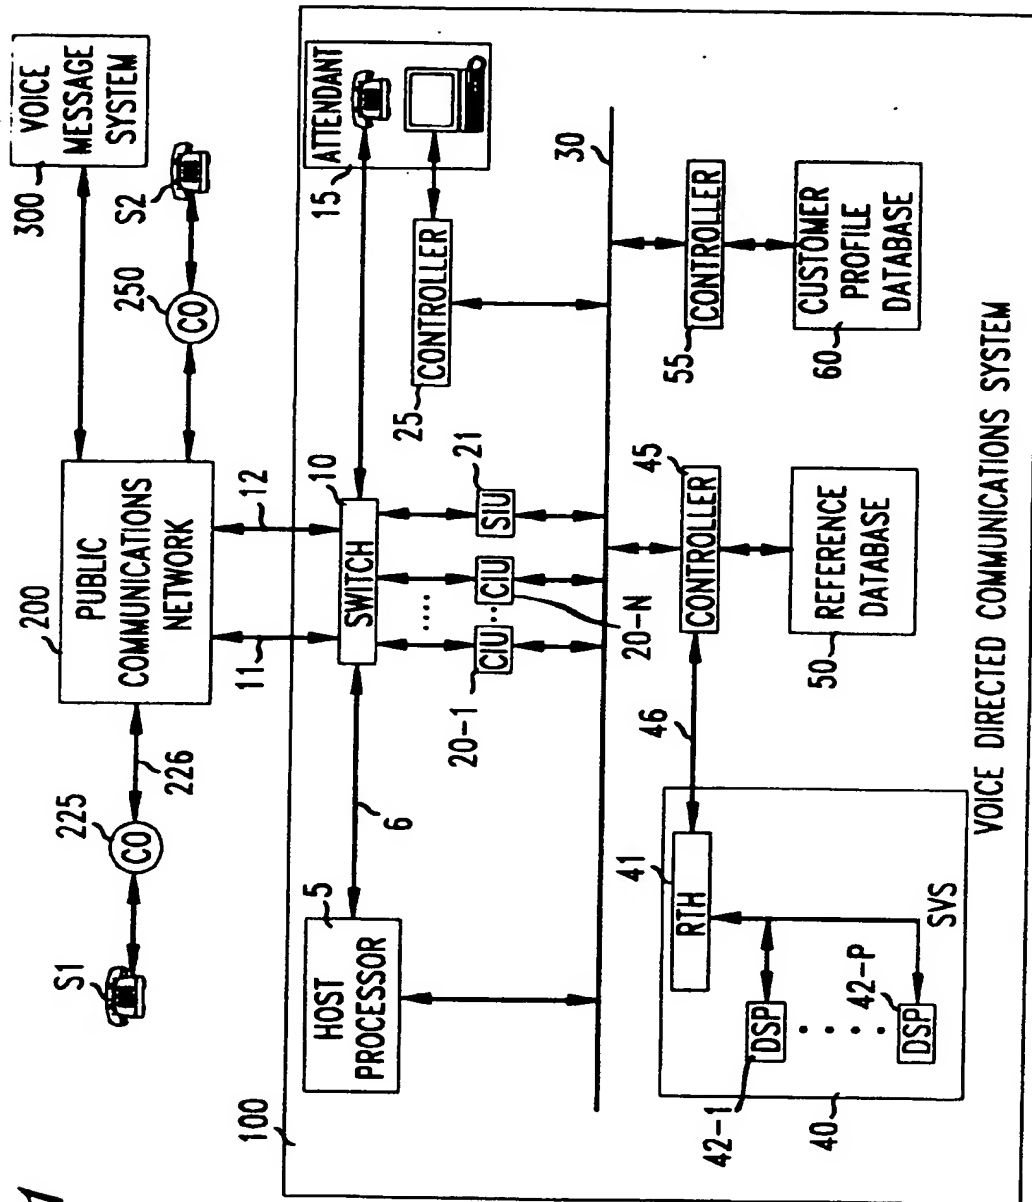 300
VOICE
MESSAGE
SYSTEM
S2
250
CO
200
PUBLIC
COMMUNICATIONS
NETWORK
226
225
CO
S1
11
12
100
HOST
PROCESSOR
5
6
SWITCH
10
15
ATTENDANT
25
CONTROLLER
CIU
CIU
SIU
20-1
20-N
21
30
SVS
40
RTH
41
DSP
42-1
DSP
42-P
46
CONTROLLER
45
REFERENCE
DATABASE
50
55
CONTROLLER
60
CUSTOMER
PROFILE
DATABASE
VOICE DIRECTED COMMUNICATIONS SYSTEM